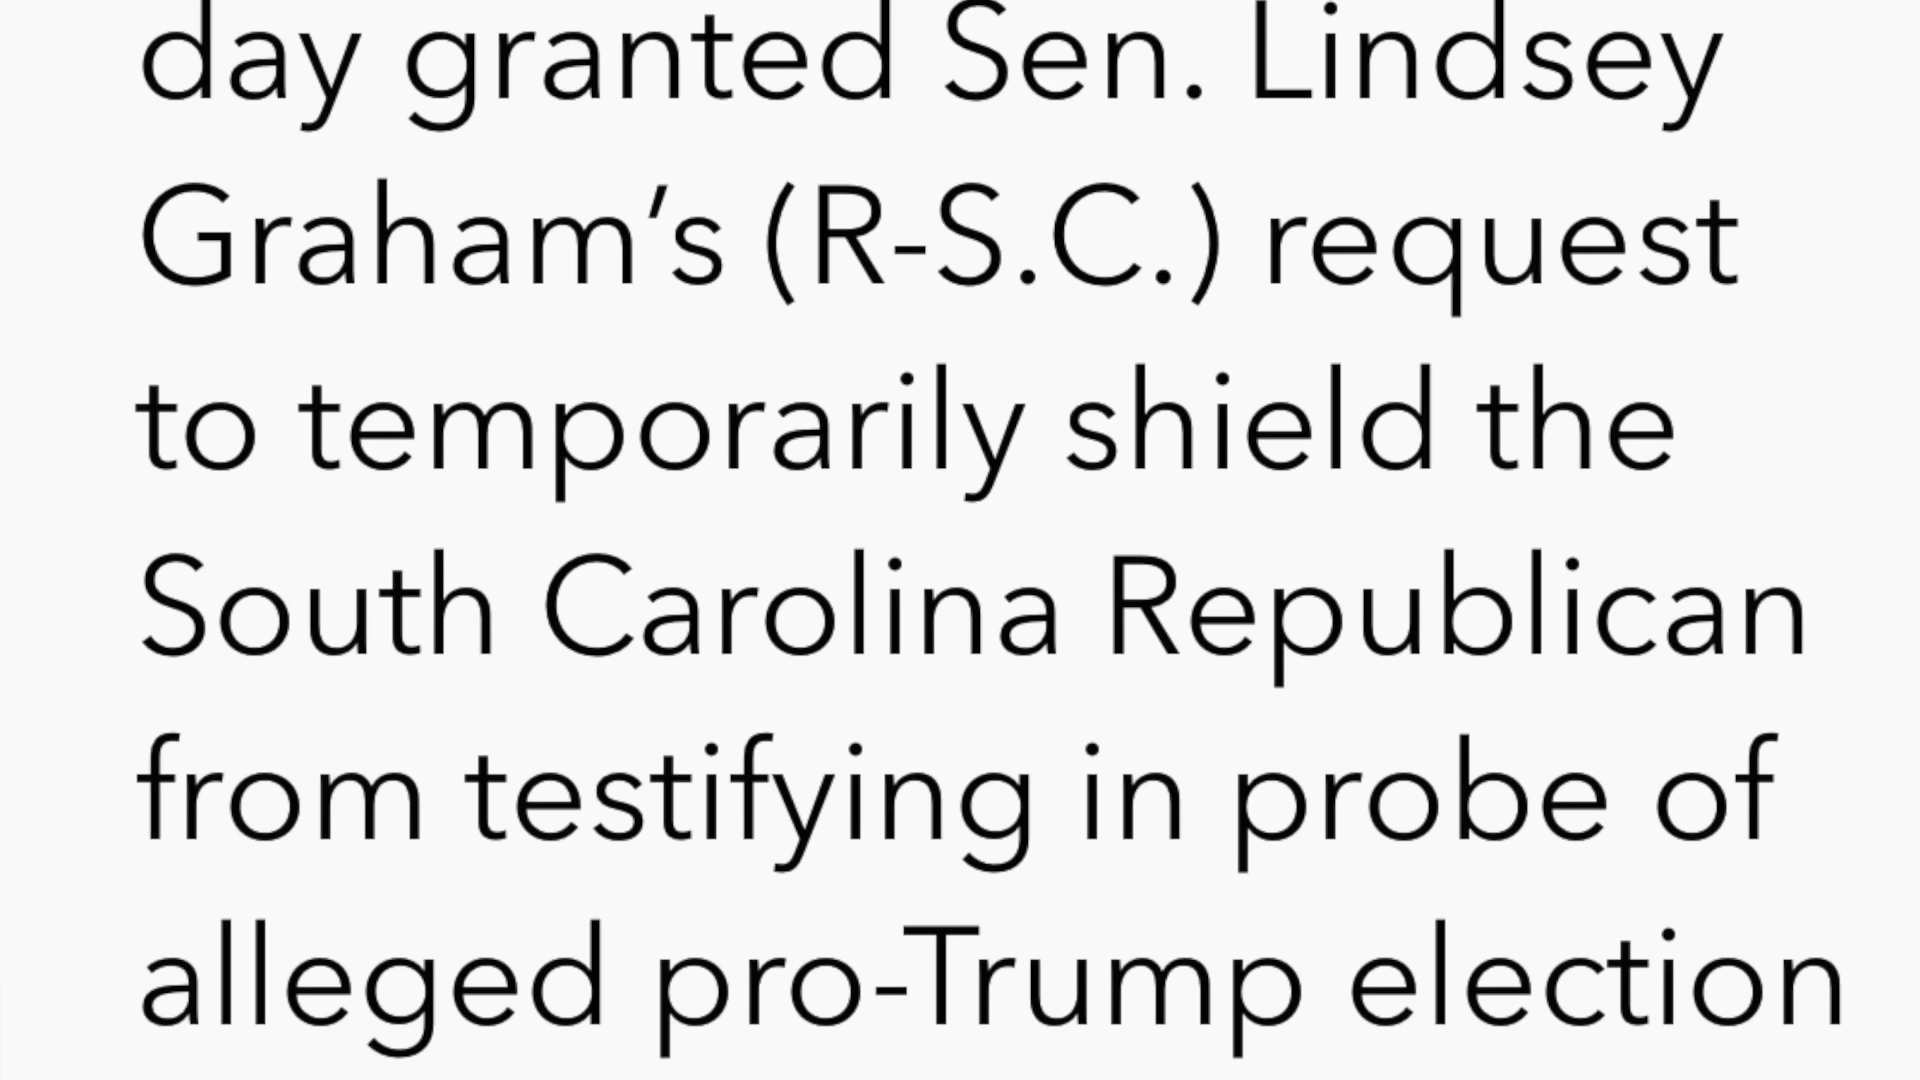 day granted Sen. Lindsey
Graham’s (R-S.C.) request
to temporarily shield the
South Carolina Republican
from testifying in probe of
alleged pro-Trump election